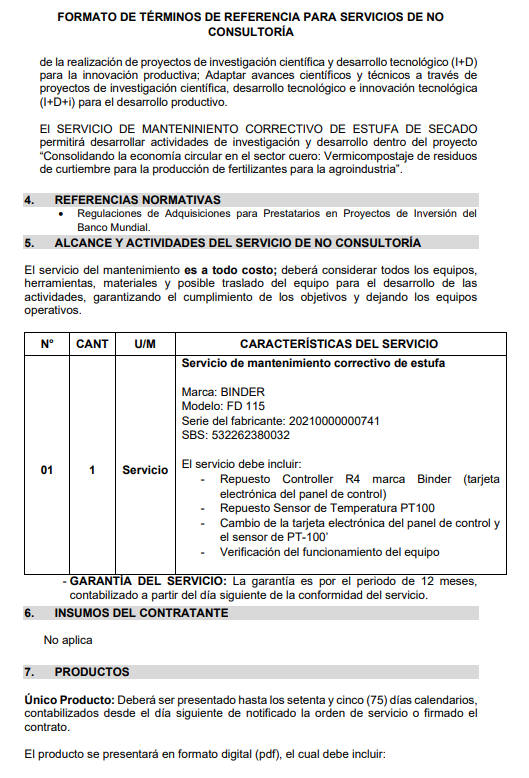 FORMATO DE TÉRMINOS DE REFERENCIA PARA SERVICIOS DE NO
CONSULTORÍA
de la realización de proyectos de investigación científica y desarrollo tecnológico (I+D)
para la innovación productiva; Adaptar avances científicos y técnicos a través de
proyectos de investigación científica, desarrollo tecnológico e innovación tecnológica
(I+D+i) para el desarrollo productivo.
El SERVICIO DE MANTENINIENTO CORRECTIVO DE ESTUFA DE SECADO
permitirá desarrollar actividades de investigación y desarrollo dentro del proyecto
“Consolidando la economía circular en el sector cuero: Vermicompostaje de residuos
de curtiembre para la producción de fertilizantes para la agroindustria”.
4. REFERENCIAS NORMATIVAS
• Regulaciones de Adquisiciones para Prestatarios en Proyectos de Inversión del
Banco Mundial.
5. ALCANCE Y ACTIVIDADES DEL SERVICIO DE NO CONSULTORÍA
El servicio del mantenimiento es a todo costo; deberá considerar todos los equipos,
herramientas, materiales y posible traslado del equipo para el desarrollo de las
actividades, garantizando el cumplimiento de los objetivos y dejando los equipos
operativos.
N° CANT U/M CARACTERÍSTICAS DEL SERVICIO
Servicio de mantenimiento correctivo de estufa
Marca: BINDER
Modelo: FD 115
Serie del fabricante: 20210000000741
SBS: 532262380032
01 1 Servicio El servicio debe incluir:
- Repuesto Controller R4 marca Binder (tarjeta
electrónica del panel de control)
- Repuesto Sensor de Temperatura PT100
- Cambio de la tarjeta electrónica del panel de control y
el sensor de PT-100’
- Verificación del funcionamiento del equipo
- GARANTÍA DEL SERVICIO: La garantía es por el periodo de 12 meses,
contabilizado a partir del día siguiente de la conformidad del servicio.
6. INSUMOS DEL CONTRATANTE
No aplica
7. PRODUCTOS
Único Producto: Deberá ser presentado hasta los setenta y cinco (75) días calendarios,
contabilizados desde el día siguiente de notificado la orden de servicio o firmado el
contrato.
El producto se presentará en formato digital (pdf), el cual debe incluir: